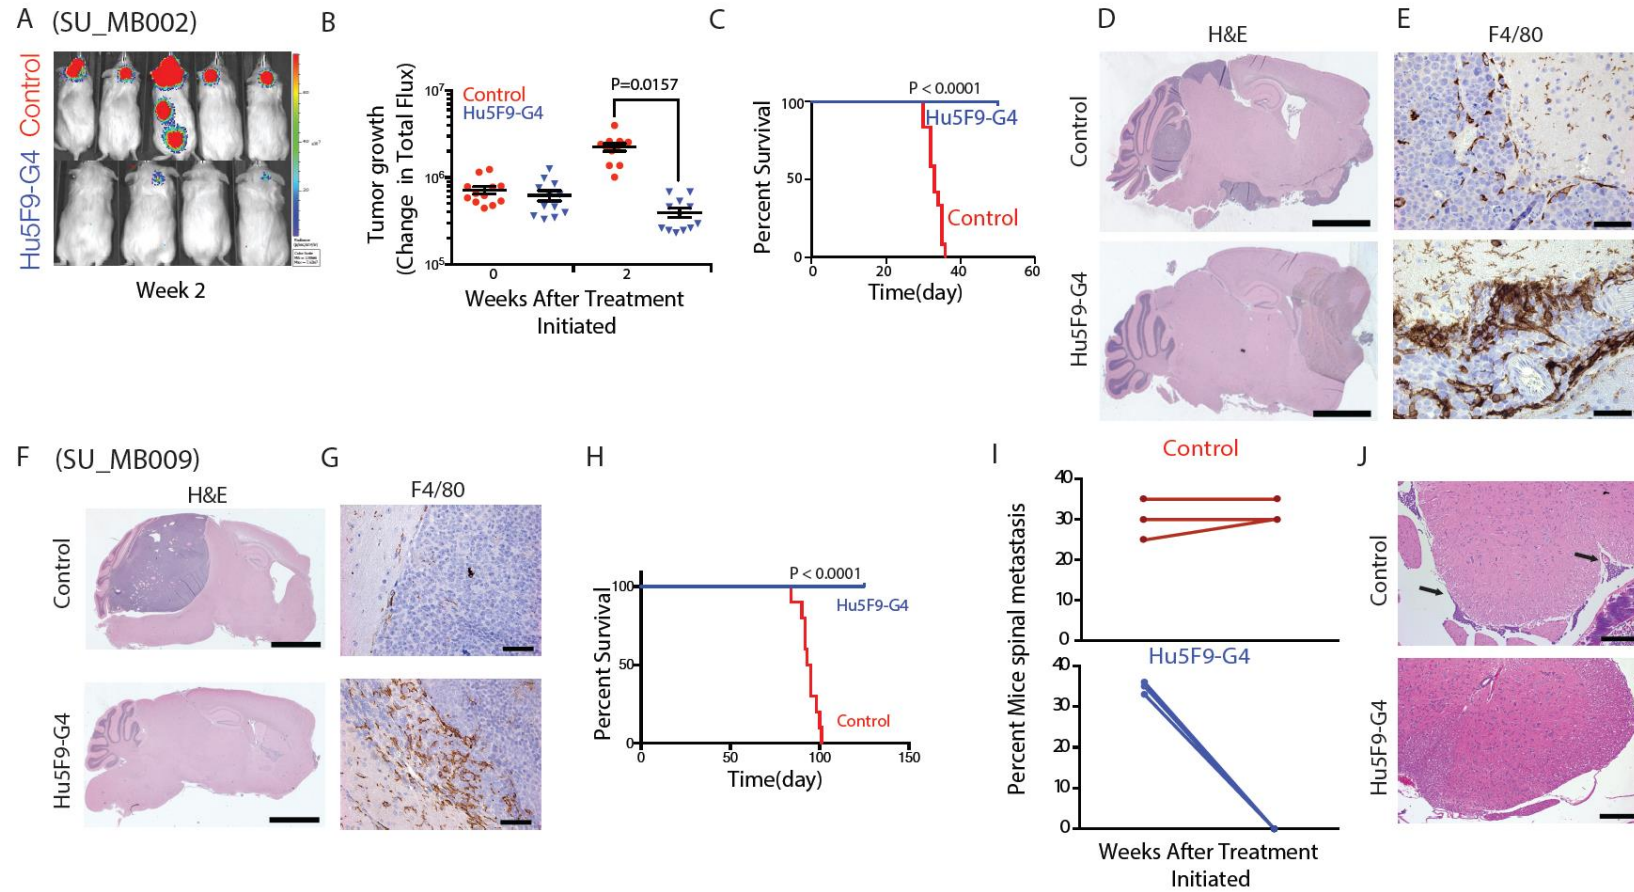 A (SU_MB002)
Control
Hu5F9-G4
Week 2
B
Tumor growth
(Change in Total Flux)
10⁷
10⁶
10⁵
Control
Hu5F9-G4
P=0.0157
0 2
Weeks After Treatment
Initiated
C
Percent Survival
100
50
0
P < 0.0001
Hu5F9-G4
Control
0 20 40 60
Time(day)
D
H&E
Control
Hu5F9-G4
E
F4/80
F (SU_MB009)
H&E
Control
Hu5F9-G4
G
F4/80
H
Percent Survival
100
50
0
P < 0.0001
Hu5F9-G4
Control
0 50 100 150
Time(day)
I
Control
Percent Mice spinal metastasis
40
30
20
10
0
Hu5F9-G4
40
30
20
10
0
Weeks After Treatment
Initiated
J
Control
Hu5F9-G4